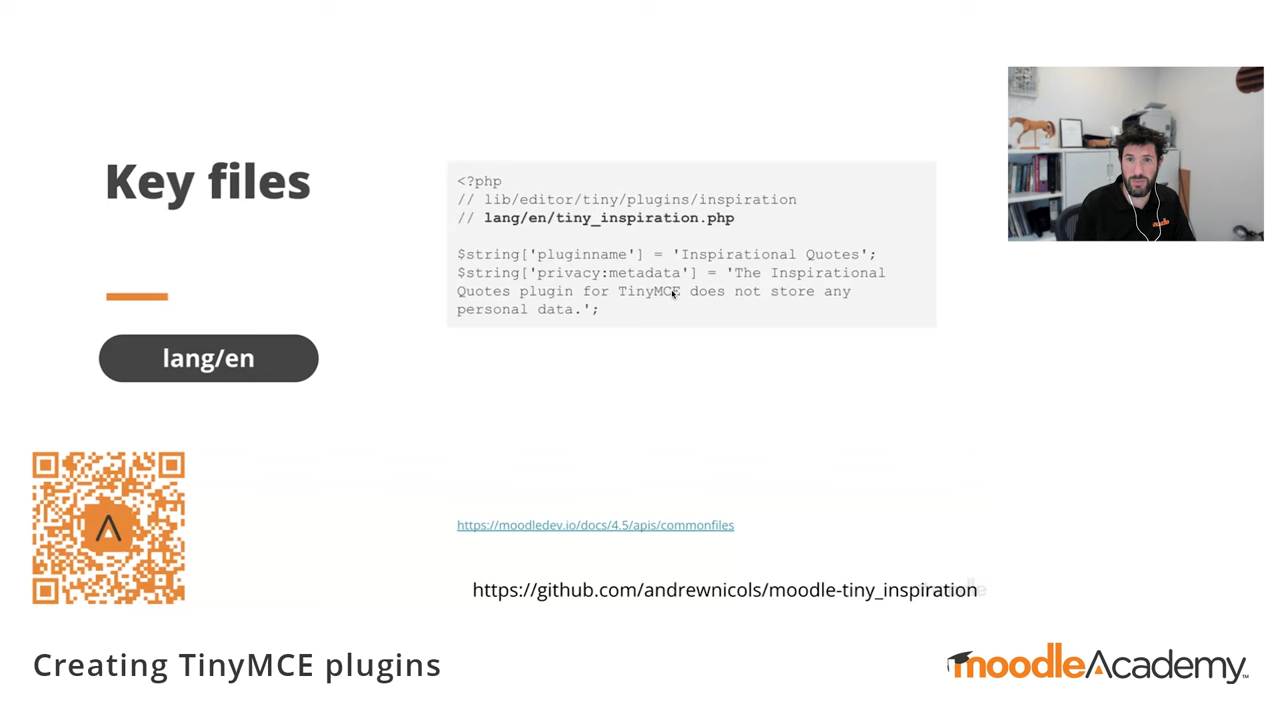 Key files
lang/en
<?php
// lib/editor/tiny/plugins/inspiration
// lang/en/tiny_inspiration.php
$string['pluginname'] = 'Inspirational Quotes';
$string['privacy:metadata'] = 'The Inspirational
Quotes plugin for TinyMCE does not store any
personal data.';
https://moodledev.io/docs/4.5/apis/commonfiles
https://github.com/andrewnicols/moodle-tiny_inspiration
Creating TinyMCE plugins
moodleAcademy™
moodle